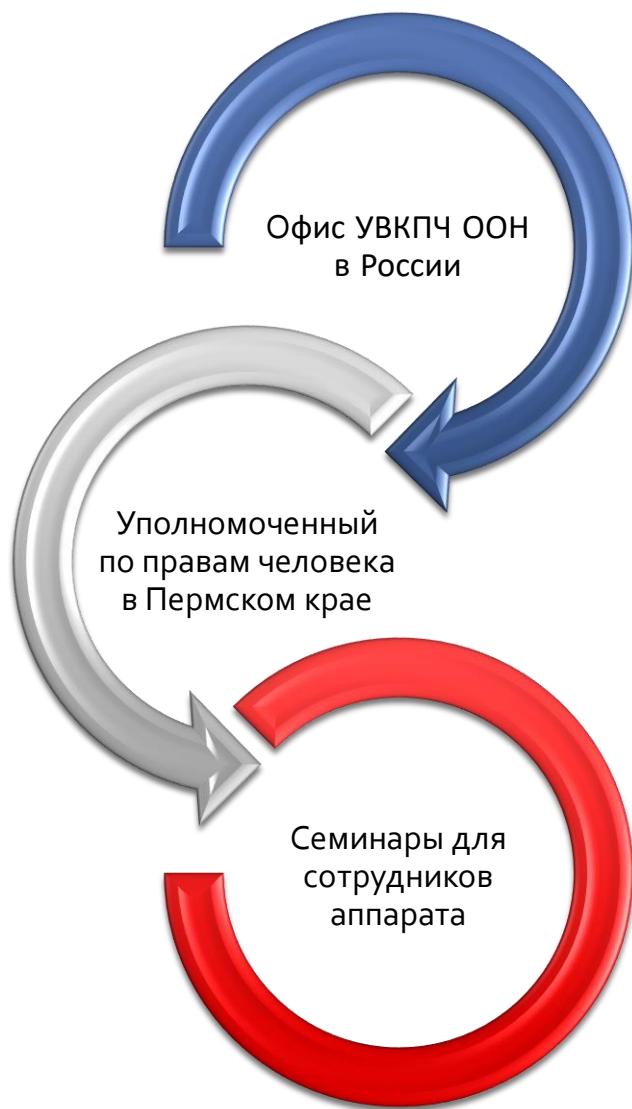 Офис УВКПЧ ООН
в России
Уполномоченный
по правам человека
в Пермском крае
Семинары для
сотрудников
аппарата